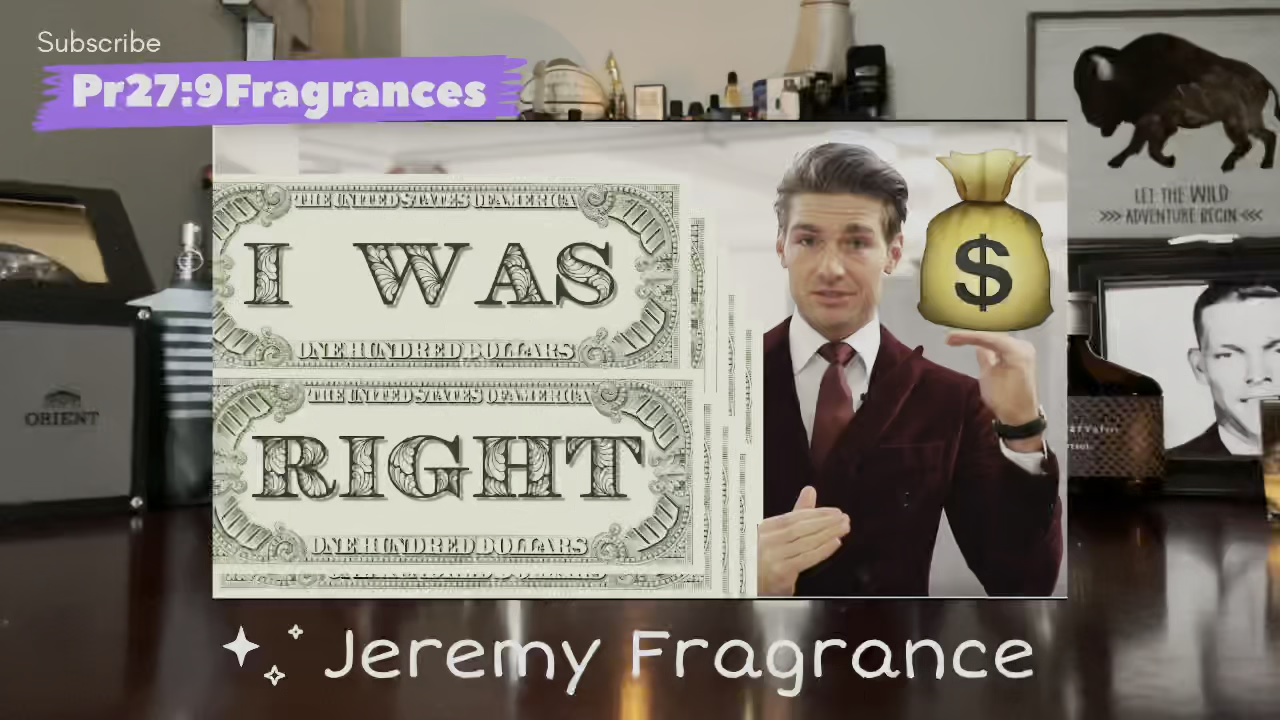 Subscribe
Pr27:9Fragrances
THE UNITED STATES OF AMERICA
I WAS
ONE HUNDRED DOLLARS
THE UNITED STATES OF AMERICA
RIGHT
ONE HUNDRED DOLLARS
$
LET THE WILD
>>> ADVENTURE BEGIN <<<
ORIENT
Jeremy Fragrance